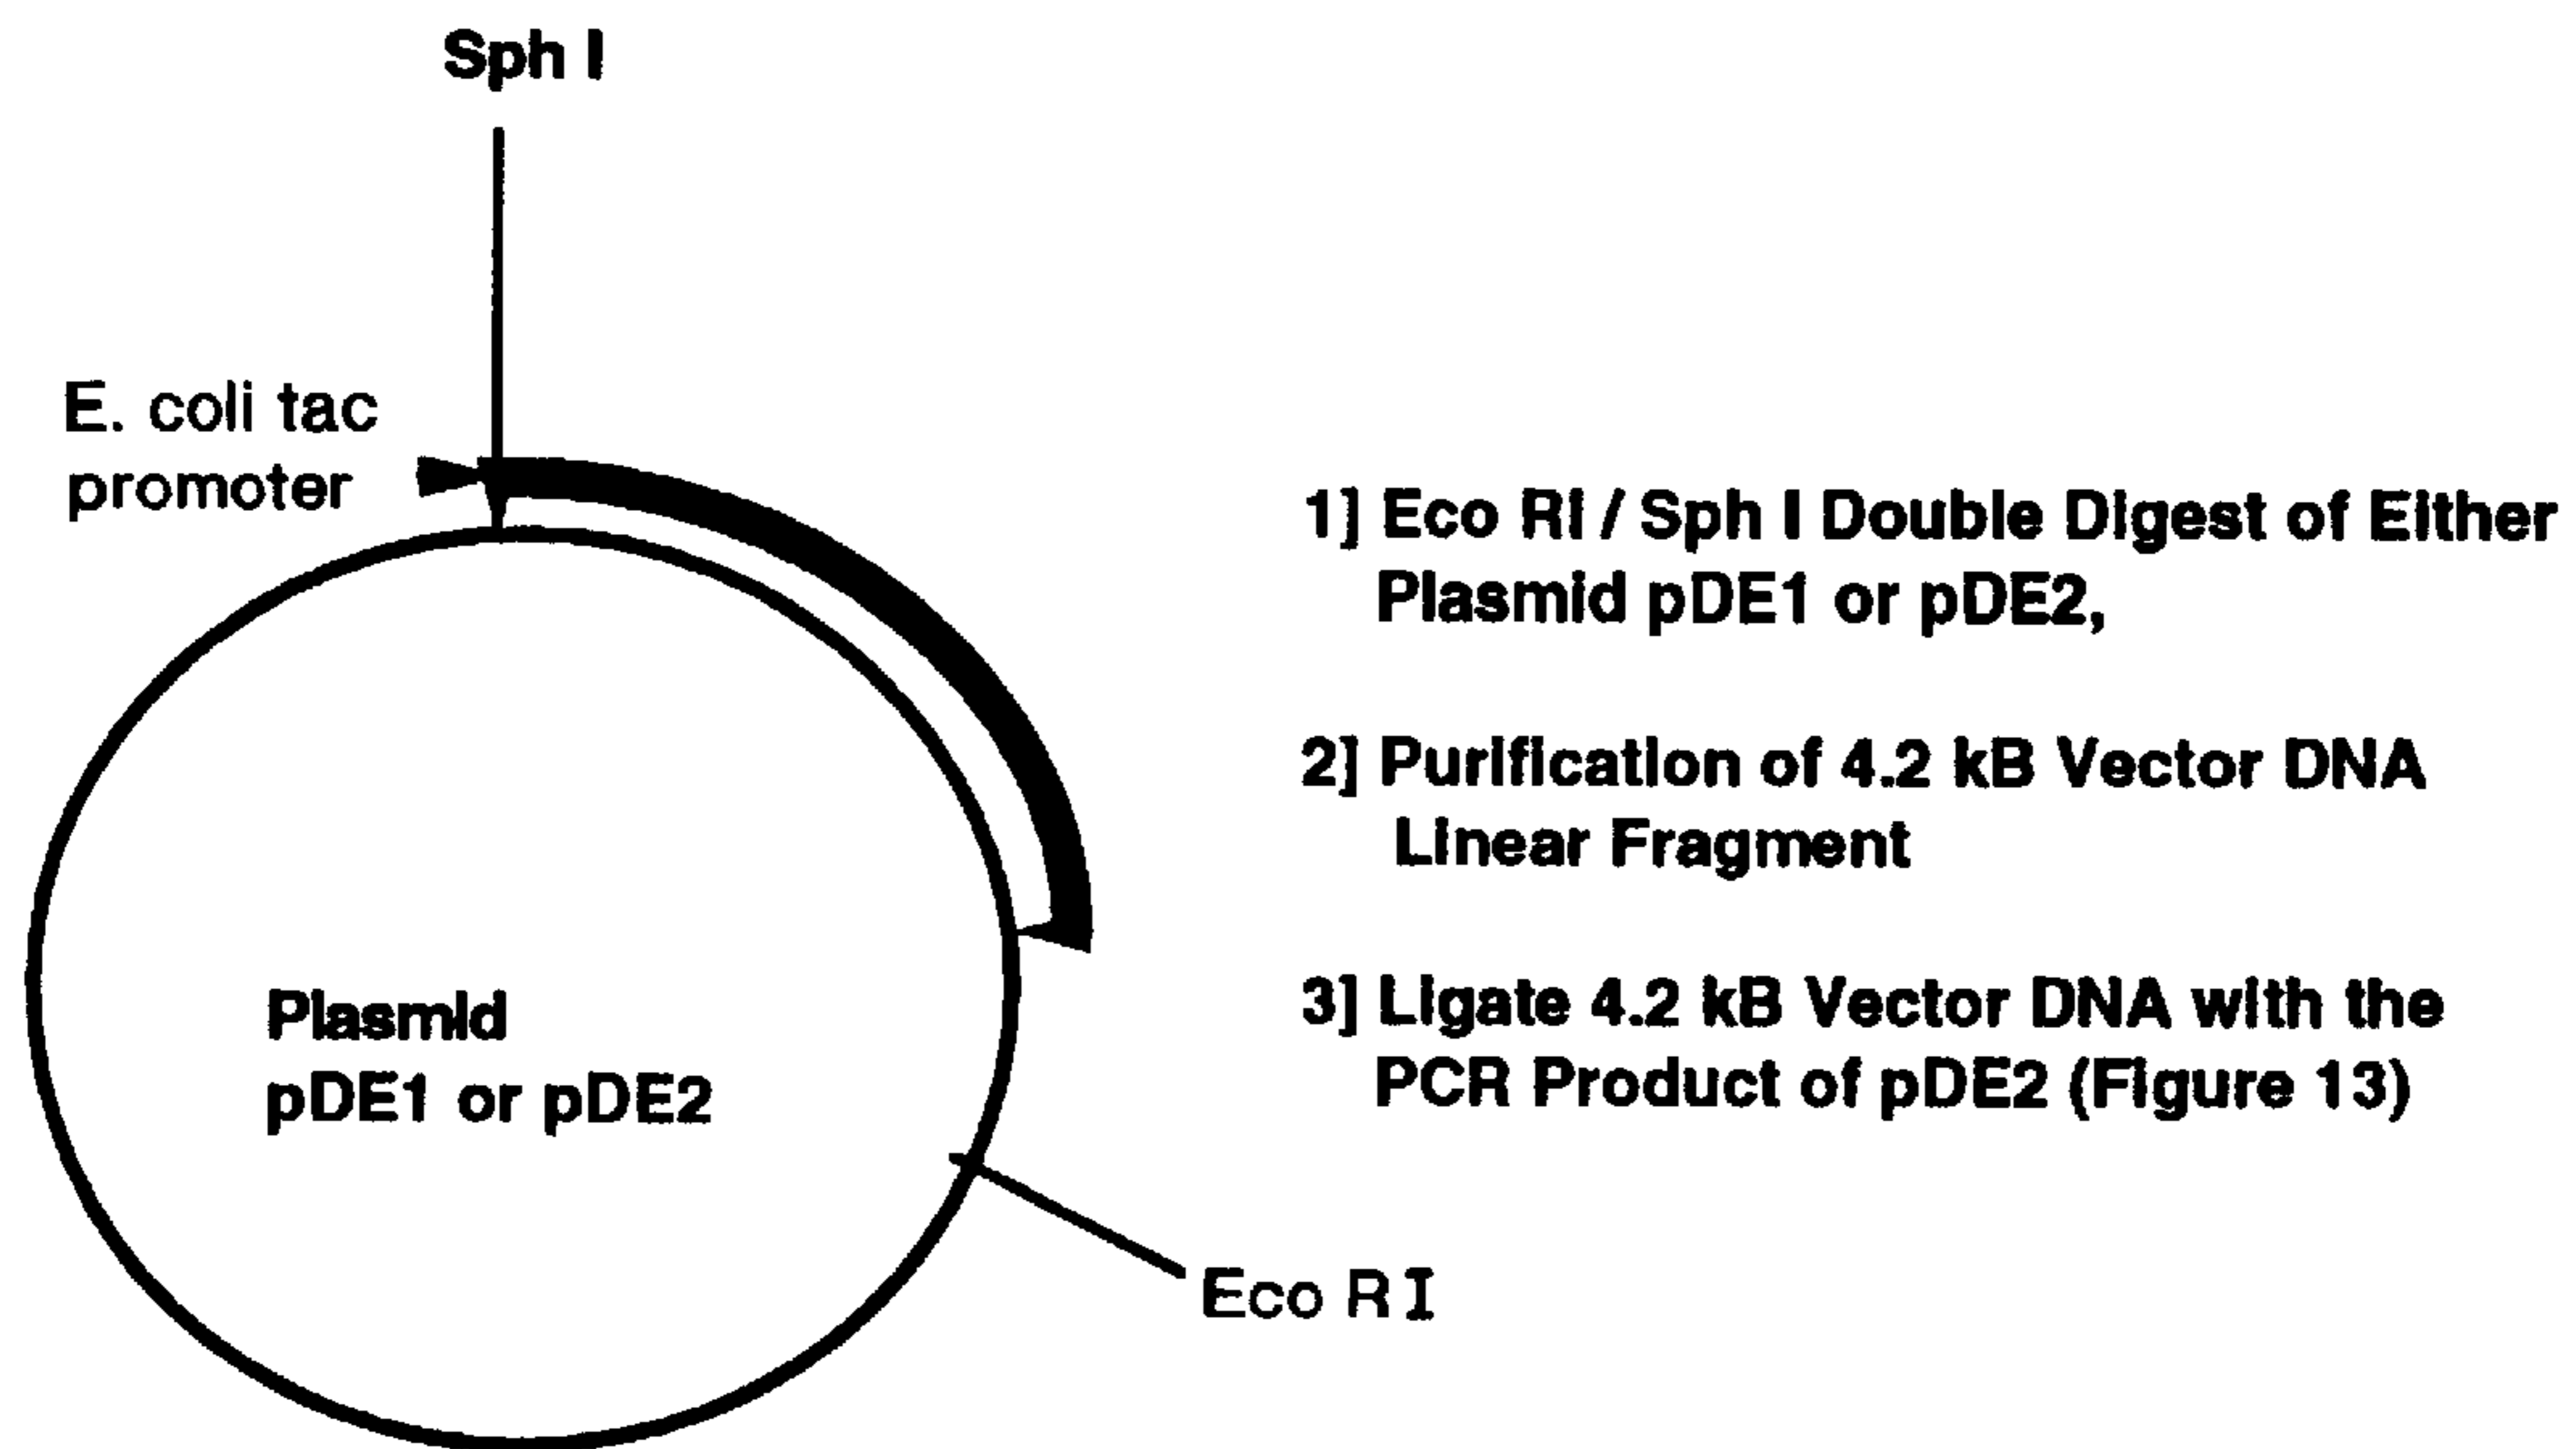 Sph I
E. coli tac
promoter
1] Eco RI / Sph I Double Digest of Either
Plasmid pDE1 or pDE2,
2] Purification of 4.2 kB Vector DNA
Linear Fragment
3] Ligate 4.2 kB Vector DNA with the
PCR Product of pDE2 (Figure 13)
Plasmid
pDE1 or pDE2
Eco R I